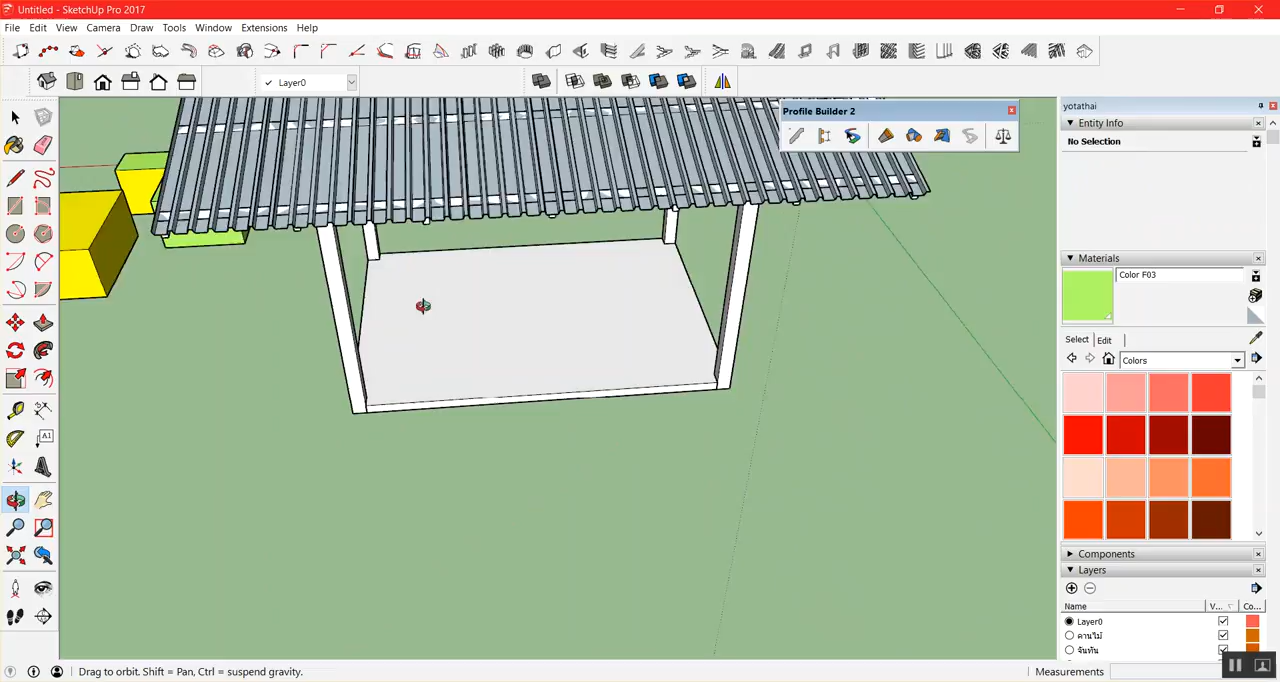 Untitled - SketchUp Pro 2017
File Edit View Camera Draw Tools Window Extensions Help
Layer0
Profile Builder 2
yotathai
Entity Info
No Selection
Materials
Color F03
Select Edit
Colors
A1
Components
Layers
Name V... Co...
Layer0
คานไม้
จันทัน
Drag to orbit. Shift = Pan, Ctrl = suspend gravity.
Measurements